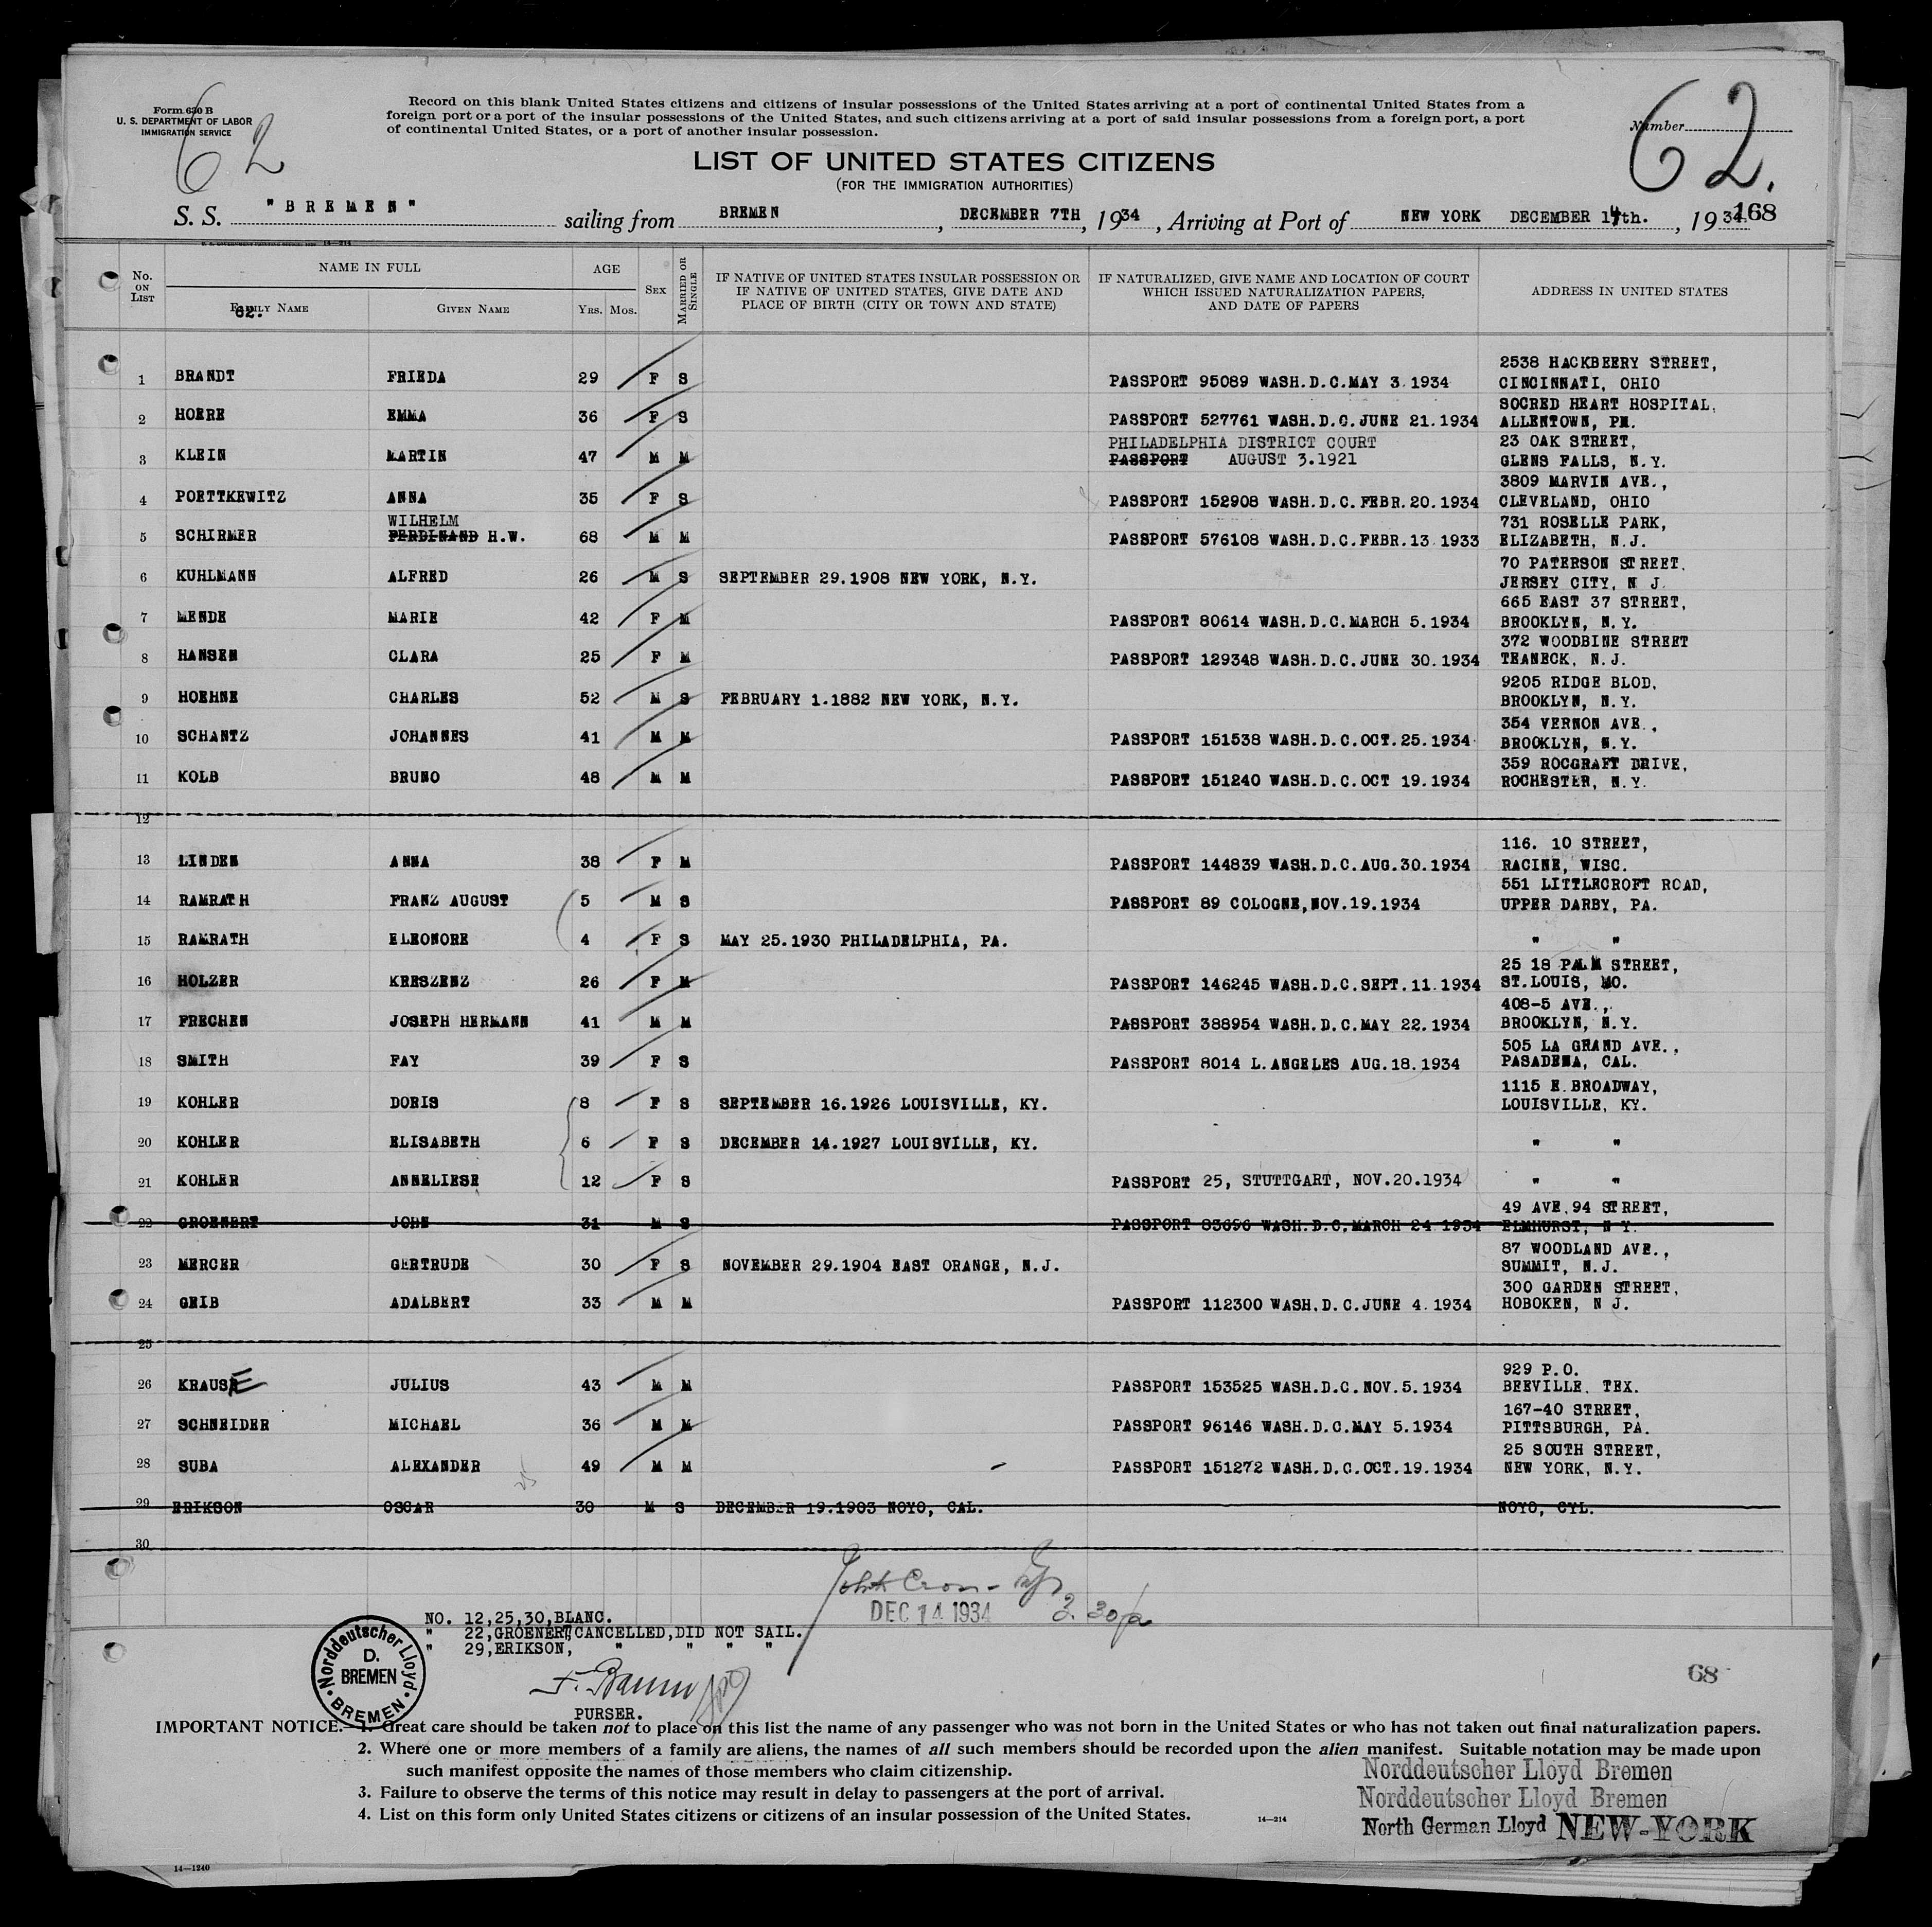 Form 630 B
U. S. DEPARTMENT OF LABOR
IMMIGRATION SERVICE
62
Record on this blank United States citizens and citizens of insular possessions of the United States arriving at a port of continental United States from a
foreign port or a port of the insular possessions of the United States, and such citizens arriving at a port of said insular possessions from a foreign port, a port
of continental United States, or a port of another insular possession.
Number
62.
LIST OF UNITED STATES CITIZENS
(FOR THE IMMIGRATION AUTHORITIES)
S. S. "BREMEN" sailing from BREMEN, DECEMBER 7TH, 1934, Arriving at Port of NEW YORK DECEMBER 14th., 1934
168
No. ON LIST
NAME IN FULL
FAMILY NAME
62.
GIVEN NAME
AGE
Yrs. Mos.
SEX
MARRIED OR SINGLE
IF NATIVE OF UNITED STATES INSULAR POSSESSION OR
IF NATIVE OF UNITED STATES, GIVE DATE AND
PLACE OF BIRTH (CITY OR TOWN AND STATE)
IF NATURALIZED, GIVE NAME AND LOCATION OF COURT
WHICH ISSUED NATURALIZATION PAPERS,
AND DATE OF PAPERS
ADDRESS IN UNITED STATES
2538 HACKBEERY STREET,
1 BRANDT FRIEDA 29 F S PASSPORT 95089 WASH.D.C.MAY 3.1934 CINCINNATI, OHIO
SOCRED HEART HOSPITAL,
2 HOERE EMMA 36 F S PASSPORT 527761 WASH.D.C.JUNE 21.1934 ALLENTOWN, PN.
PHILADELPHIA DISTRICT COURT 23 OAK STREET,
3 KLEIN MARTIN 47 M M PASSPORT AUGUST 3.1921 GLENS FALLS, N.Y.
3809 MARVIN AVE.,
4 POETTKEWITZ ANNA 35 F S PASSPORT 152908 WASH.D.C.FEBR.20.1934 CLEVELAND, OHIO
WILHELM 731 ROSELLE PARK,
5 SCHIRMER FERDINAND H.W. 68 M M PASSPORT 576108 WASH.D.C.FEBR.13 1933 ELIZABETH, N.J.
70 PATERSON STREET.
6 KUHLMANN ALFRED 26 M S SEPTEMBER 29.1908 NEW YORK, N.Y. JERSEY CITY, N J.
665 EAST 37 STREET,
7 MENDE MARIE 42 F M PASSPORT 80614 WASH.D.C.MARCH 5.1934 BROOKLYN, N.Y.
372 WOODBINE STREET
8 HANSEN CLARA 25 F M PASSPORT 129348 WASH.D.C.JUNE 30.1934 TEANECK, N.J.
9205 RIDGE BLOD,
9 HOEHNE CHARLES 52 M S FEBRUARY 1.1882 NEW YORK, N.Y. BROOKLYN, N.Y.
354 VERNON AVE.,
10 SCHANTZ JOHANNES 41 M M PASSPORT 151538 WASH.D.C.OCT.25.1934 BROOKLYN, N.Y.
359 ROCGRAFT DRIVE,
11 KOLB BRUNO 48 M M PASSPORT 151240 WASH.D.C.OCT 19.1934 ROCHESTER, N.Y.
12
116. 10 STREET,
13 LINDEN ANNA 38 F M PASSPORT 144839 WASH.D.C.AUG.30.1934 RACINE, WISC.
551 LITTLECROFT ROAD,
14 RAMRATH FRANZ AUGUST 5 M S PASSPORT 89 COLOGNE,NOV.19.1934 UPPER DARBY, PA.
15 RAMRATH ELEONORE 4 F S MAY 25.1930 PHILADELPHIA, PA. " "
25 18 PALM STREET,
16 HOLZER KRESZENZ 26 F M PASSPORT 146245 WASH.D.C.SEPT.11.1934 ST.LOUIS, MO.
408-5 AVE.,
17 FRECHEN JOSEPH HERMANN 41 M M PASSPORT 388954 WASH.D.C.MAY 22.1934 BROOKLYN, N.Y.
505 LA GRAND AVE.,
18 SMITH FAY 39 F S PASSPORT 8014 L.ANGELES AUG.18.1934 PASADENA, CAL.
1115 E.BROADWAY,
19 KOHLER DORIS 8 F S SEPTEMBER 16.1926 LOUISVILLE, KY. LOUISVILLE, KY.
20 KOHLER ELISABETH 6 F S DECEMBER 14.1927 LOUISVILLE, KY. " "
21 KOHLER ANNELIESE 12 F S PASSPORT 25, STUTTGART, NOV.20.1934 " "
49 AVE.94 STREET,
22 GROENERT JOHN 31 M S PASSPORT 83696 WASH.D.C.MARCH 24 1934 ELMHURST, N Y.
87 WOODLAND AVE.,
23 MERCER GERTRUDE 30 F S NOVEMBER 29.1904 EAST ORANGE, N.J. SUMMIT, N.J.
300 GARDEN STREET,
24 GEIB ADALBERT 33 M M PASSPORT 112300 WASH.D.C.JUNE 4.1934 HOBOKEN, N J.
25
929 P.O.
26 KRAUSE JULIUS 43 M M PASSPORT 153525 WASH.D.C.NOV.5.1934 BEEVILLE. TEX.
167-40 STREET,
27 SCHNEIDER MICHAEL 36 M M PASSPORT 96146 WASH.D.C.MAY 5.1934 PITTSBURGH, PA.
25 SOUTH STREET,
28 SUBA ALEXANDER 49 M M PASSPORT 151272 WASH.D.C.OCT.19.1934 NEW YORK, N.Y.
29 ERIKSON OSCAR 30 M S DECEMBER 19.1903 NOYO, CAL. NOYO, CYL.
30
DEC 14 1934
NO. 12,25,30,BLANC.
" 22,GROENERT,CANCELLED,DID NOT SAIL.
" 29,ERIKSON, " " " "
Norddeutscher Lloyd
D.
BREMEN
BREMEN
PURSER.
68
IMPORTANT NOTICE.—1. Great care should be taken not to place on this list the name of any passenger who was not born in the United States or who has not taken out final naturalization papers.
2. Where one or more members of a family are aliens, the names of all such members should be recorded upon the alien manifest. Suitable notation may be made upon
such manifest opposite the names of those members who claim citizenship.
3. Failure to observe the terms of this notice may result in delay to passengers at the port of arrival.
4. List on this form only United States citizens or citizens of an insular possession of the United States.
14—214
Norddeutscher Lloyd Bremen
Norddeutscher Lloyd Bremen
North German Lloyd NEW-YORK
14—1240